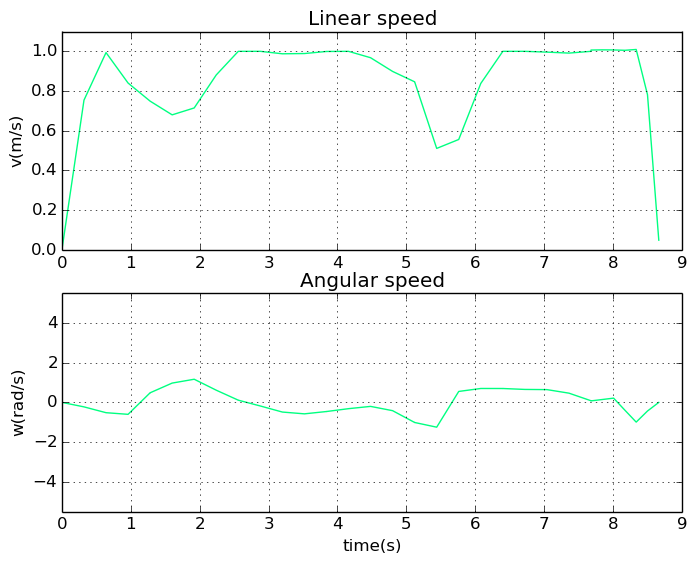 Linear speed
v(m/s)
1.0
0.8
0.6
0.4
0.2
0.0
0 1 2 3 4 5 6 7 8 9
Angular speed
w(rad/s)
4
2
0
−2
−4
0 1 2 3 4 5 6 7 8 9
time(s)